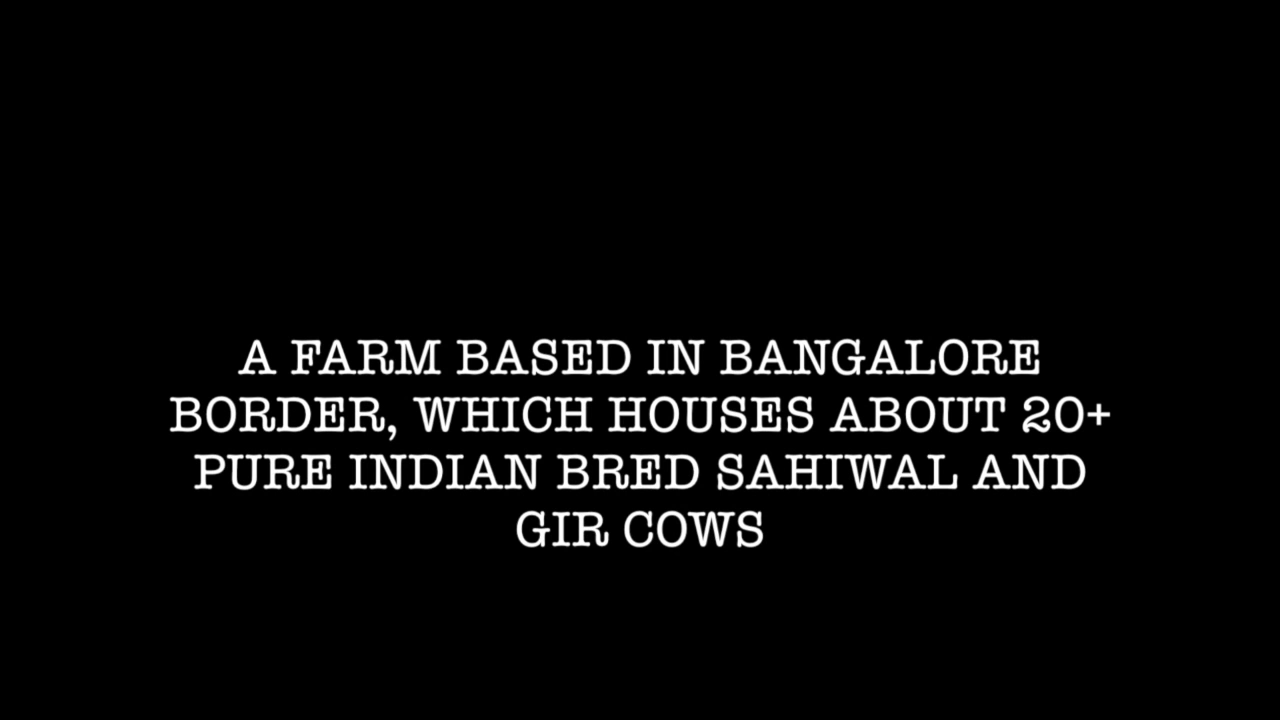 A FARM BASED IN BANGALORE
BORDER, WHICH HOUSES ABOUT 20+
PURE INDIAN BRED SAHIWAL AND
GIR COWS